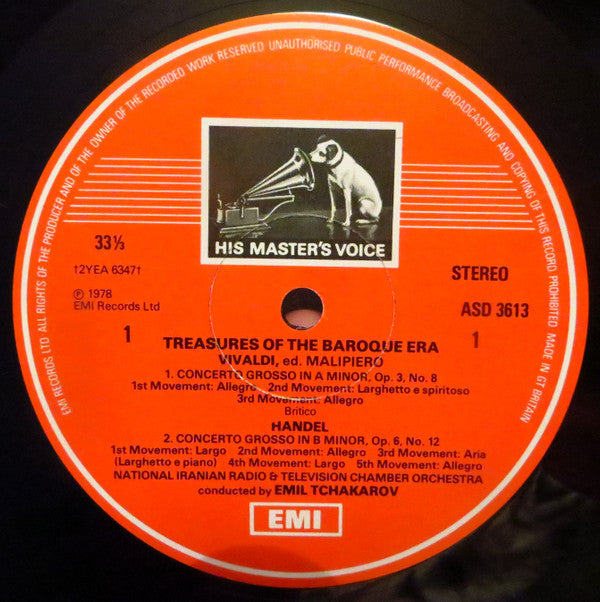 EMI RECORDS LTD ALL RIGHTS OF THE PRODUCER AND OF THE OWNER OF THE RECORDED WORK RESERVED UNAUTHORISED PUBLIC PERFORMANCE BROADCASTING AND COPYING OF THIS RECORD PROHIBITED MADE IN GT BRITAIN
HIS MASTER'S VOICE
33⅓
†2YEA 6347†
STEREO
℗ 1978
EMI Records Ltd
ASD 3613
1
1
TREASURES OF THE BAROQUE ERA
VIVALDI, ed. MALIPIERO
1. CONCERTO GROSSO IN A MINOR, Op. 3, No. 8
1st Movement: Allegro 2nd Movement: Larghetto e spiritoso
3rd Movement: Allegro
Britico
HANDEL
2. CONCERTO GROSSO IN B MINOR, Op. 6, No. 12
1st Movement: Largo 2nd Movement: Allegro 3rd Movement: Aria
(Larghetto e piano) 4th Movement: Largo 5th Movement: Allegro
NATIONAL IRANIAN RADIO & TELEVISION CHAMBER ORCHESTRA
conducted by EMIL TCHAKAROV
EMI